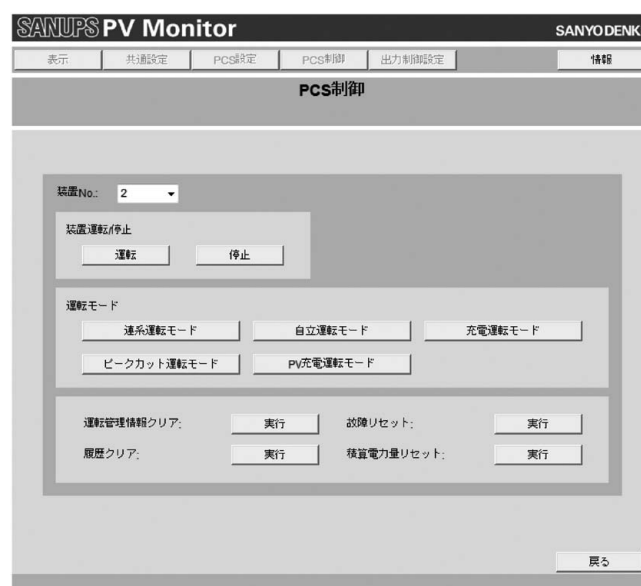 SANUPS PV Monitor SANYO DENKI
表示 共通設定 PCS設定 PCS制御 出力制御設定 情報
PCS制御
装置No.: 2
装置運転/停止
運転 停止
運転モード
連系運転モード 自立運転モード 充電運転モード
ピークカット運転モード PV充電運転モード
運転管理情報クリア: 実行 故障リセット: 実行
履歴クリア: 実行 積算電力量リセット: 実行
戻る